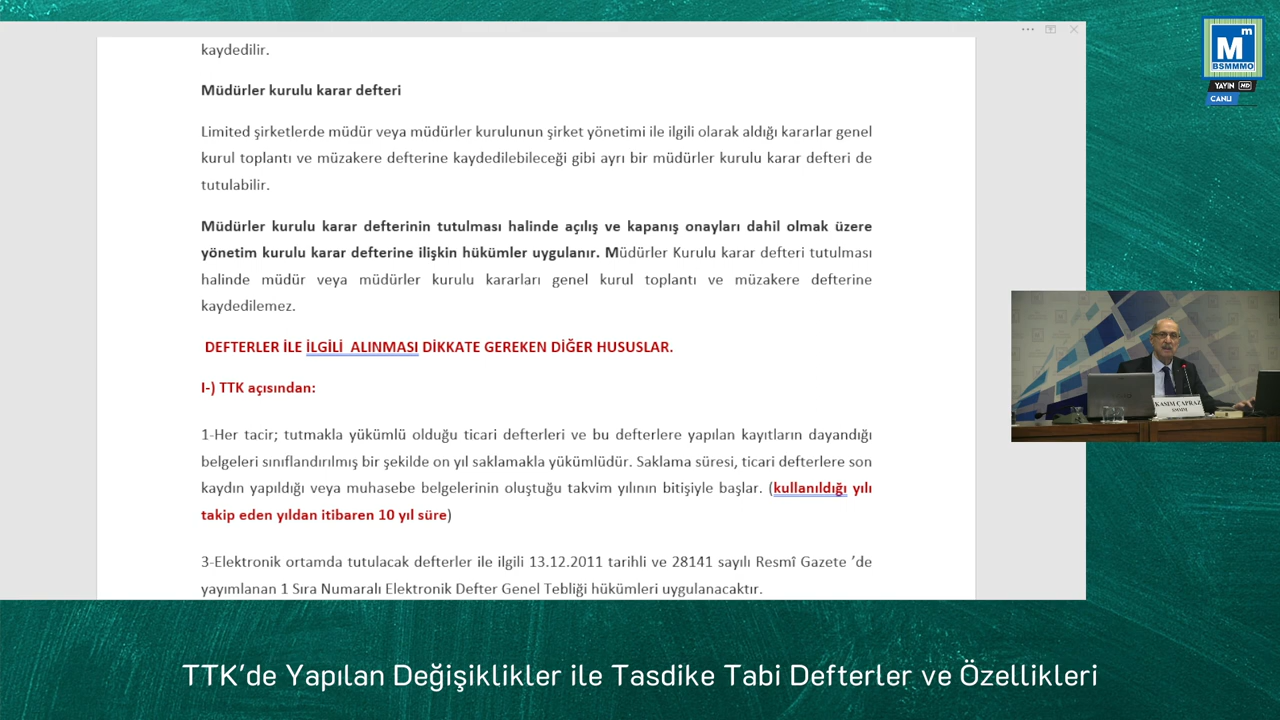 kaydedilir.
Müdürler kurulu karar defteri
Limited şirketlerde müdür veya müdürler kurulunun şirket yönetimi ile ilgili olarak aldığı kararlar genel
kurul toplantı ve müzakere defterine kaydedilebileceği gibi ayrı bir müdürler kurulu karar defteri de
tutulabilir.
Müdürler kurulu karar defterinin tutulması halinde açılış ve kapanış onayları dahil olmak üzere
yönetim kurulu karar defterine ilişkin hükümler uygulanır. Müdürler Kurulu karar defteri tutulması
halinde müdür veya müdürler kurulu kararları genel kurul toplantı ve müzakere defterine
kaydedilemez.
DEFTERLER İLE İLGİLİ ALINMASI DİKKATE GEREKEN DİĞER HUSUSLAR.
I-) TTK açısından:
1-Her tacir; tutmakla yükümlü olduğu ticari defterleri ve bu defterlere yapılan kayıtların dayandığı
belgeleri sınıflandırılmış bir şekilde on yıl saklamakla yükümlüdür. Saklama süresi, ticari defterlere son
kaydın yapıldığı veya muhasebe belgelerinin oluştuğu takvim yılının bitişiyle başlar. (kullanıldığı yılı
takip eden yıldan itibaren 10 yıl süre)
3-Elektronik ortamda tutulacak defterler ile ilgili 13.12.2011 tarihli ve 28141 sayılı Resmî Gazete ’de
yayımlanan 1 Sıra Numaralı Elektronik Defter Genel Tebliği hükümleri uygulanacaktır.
Mm
BSMMMO
YAYIN HD
CANLI
KASIM ÇAPRAZ
SMMM
TTK'de Yapılan Değişiklikler ile Tasdike Tabi Defterler ve Özellikleri